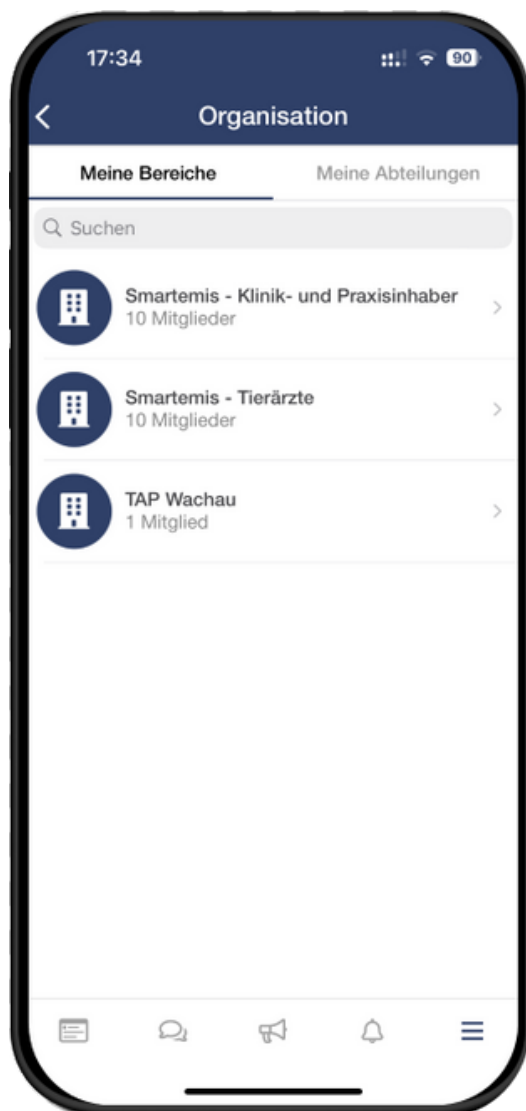 17:34
90
Organisation
Meine Bereiche
Meine Abteilungen
Suchen
Smartemis - Klinik- und Praxisinhaber
10 Mitglieder
Smartemis - Tierärzte
10 Mitglieder
TAP Wachau
1 Mitglied